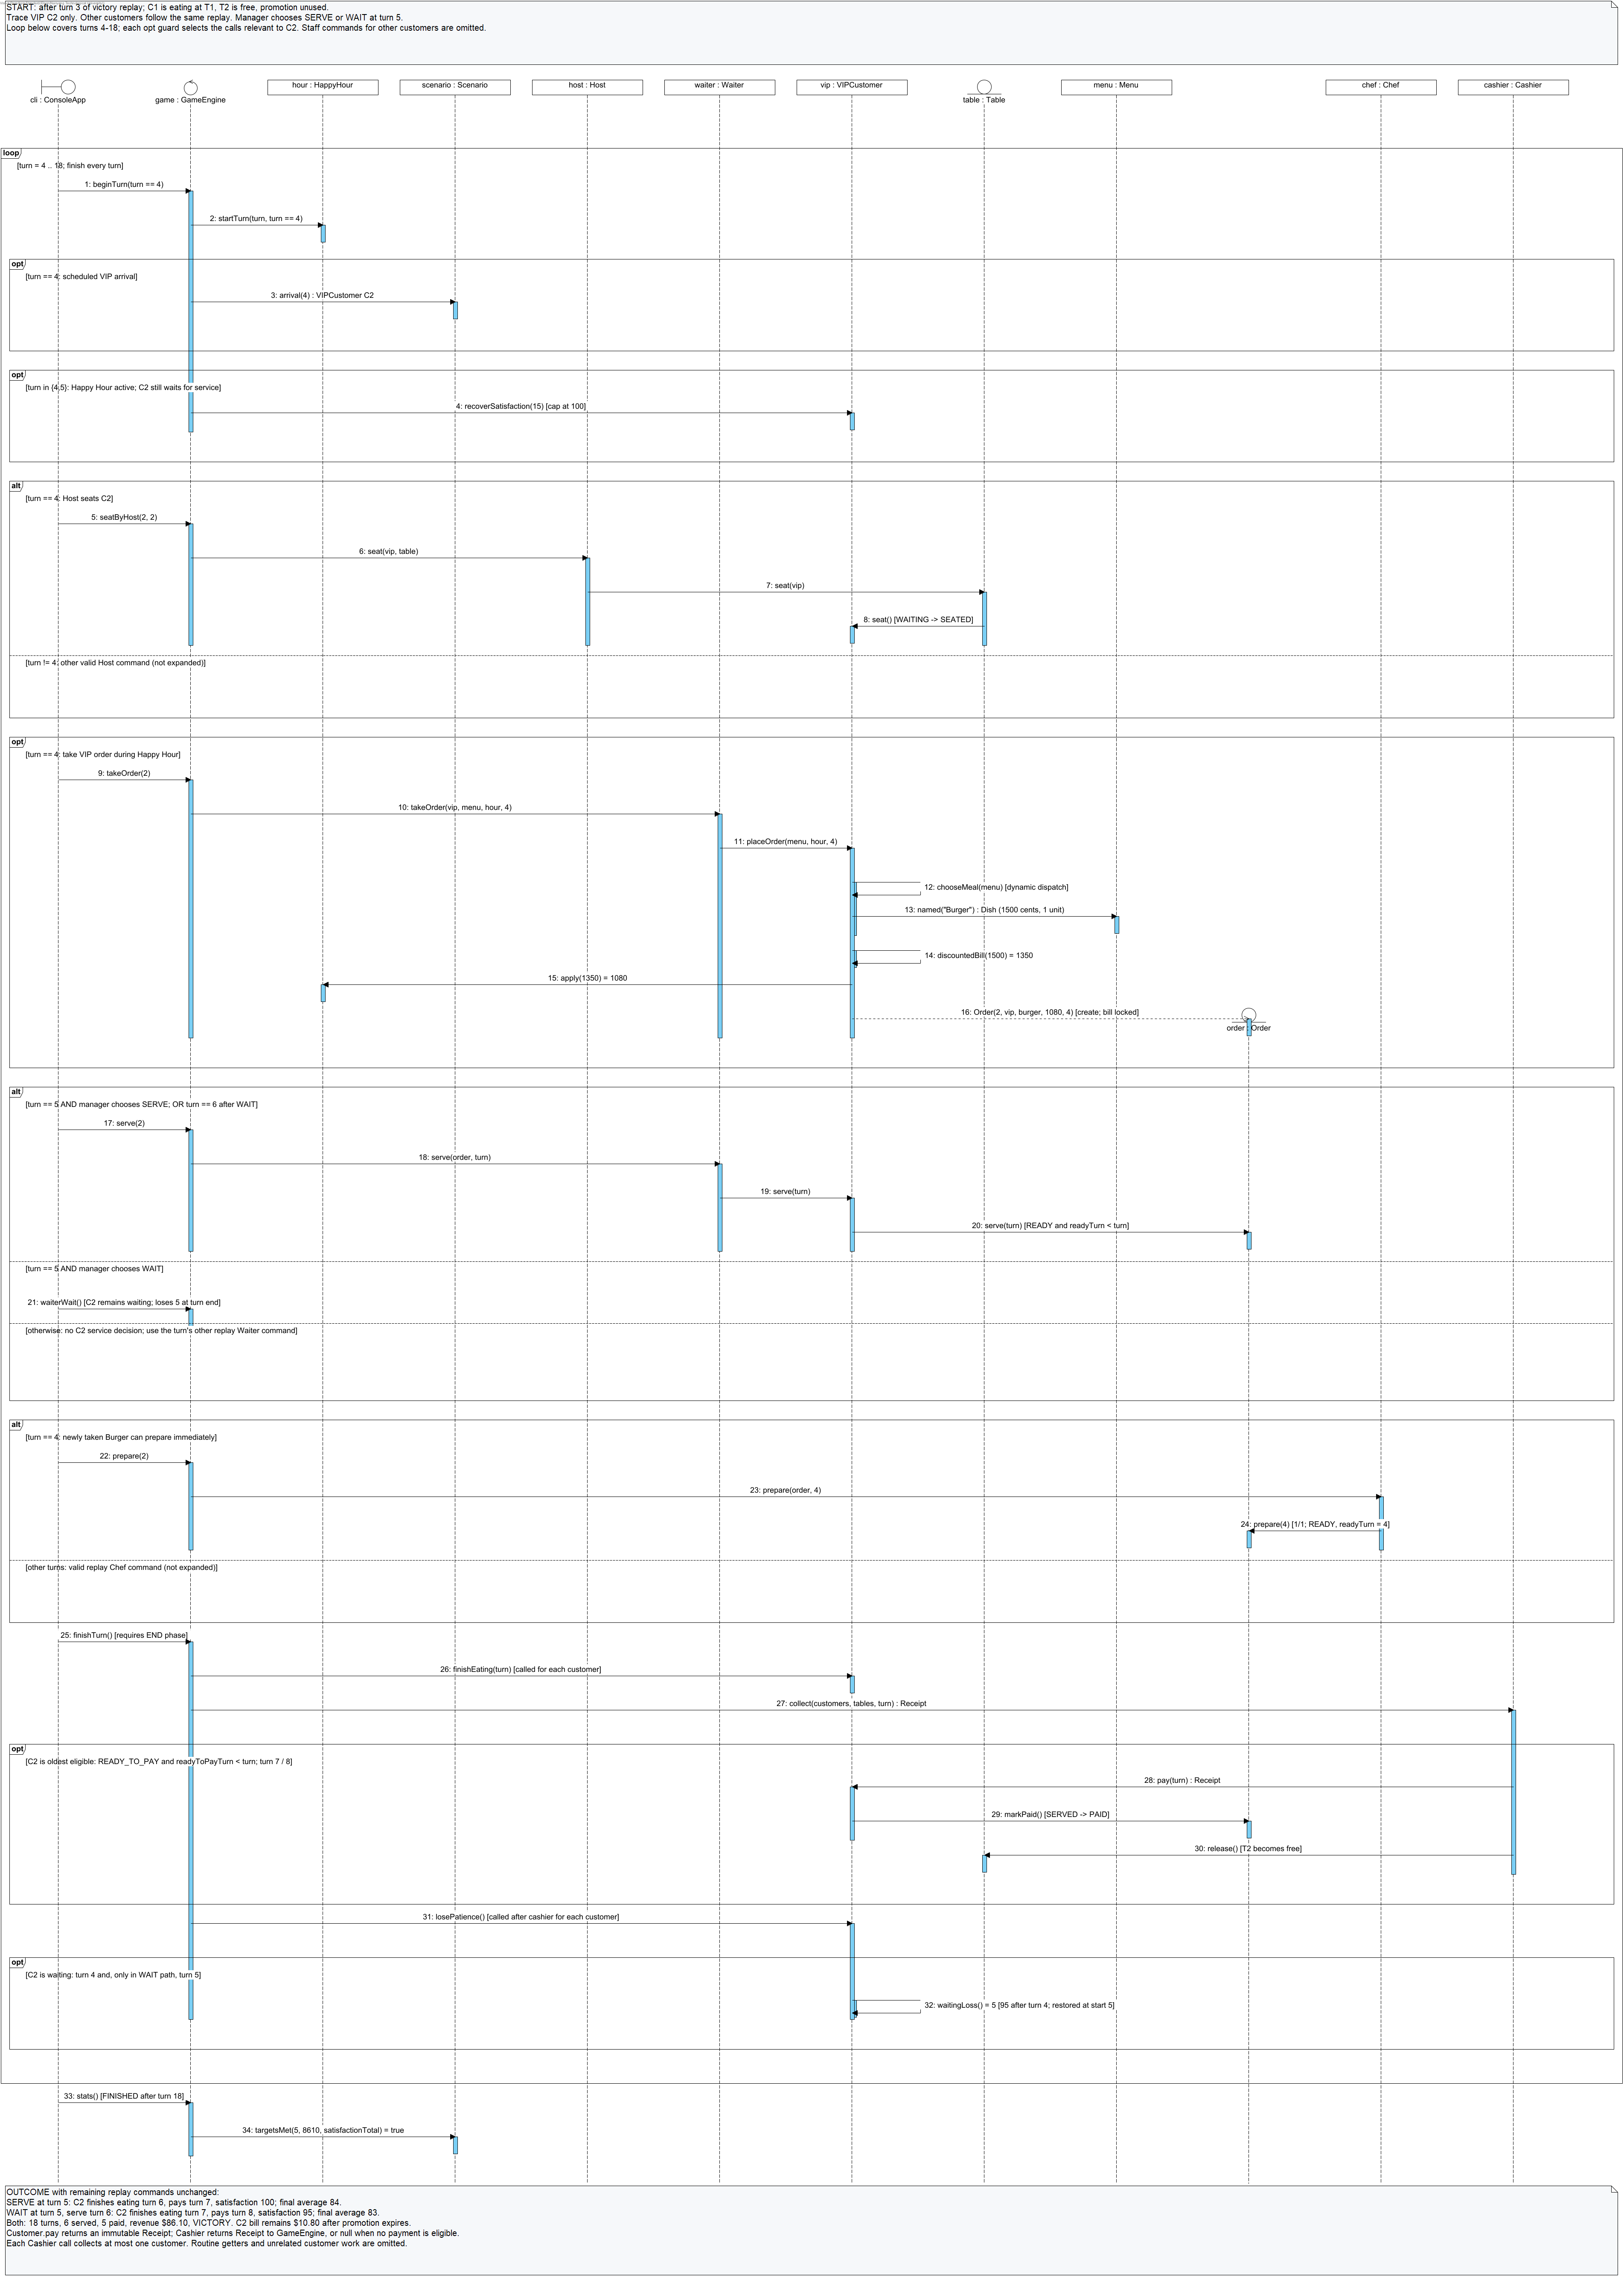 START: after turn 3 of victory replay; C1 is eating at T1, T2 is free, promotion unused.
Trace VIP C2 only. Other customers follow the same replay. Manager chooses SERVE or WAIT at turn 5.
Loop below covers turns 4-18; each opt guard selects the calls relevant to C2. Staff commands for other customers are omitted.
cli : ConsoleApp
game : GameEngine
hour : HappyHour
scenario : Scenario
host : Host
waiter : Waiter
vip : VIPCustomer
table : Table
menu : Menu
chef : Chef
cashier : Cashier
loop
[turn = 4 .. 18; finish every turn]
1: beginTurn(turn == 4)
2: startTurn(turn, turn == 4)
opt
[turn == 4: scheduled VIP arrival]
3: arrival(4) : VIPCustomer C2
opt
[turn in {4,5}: Happy Hour active; C2 still waits for service]
4: recoverSatisfaction(15) [cap at 100]
alt
[turn == 4: Host seats C2]
5: seatByHost(2, 2)
6: seat(vip, table)
7: seat(vip)
8: seat() [WAITING -> SEATED]
[turn != 4: other valid Host command (not expanded)]
opt
[turn == 4: take VIP order during Happy Hour]
9: takeOrder(2)
10: takeOrder(vip, menu, hour, 4)
11: placeOrder(menu, hour, 4)
12: chooseMeal(menu) [dynamic dispatch]
13: named("Burger") : Dish (1500 cents, 1 unit)
14: discountedBill(1500) = 1350
15: apply(1350) = 1080
16: Order(2, vip, burger, 1080, 4) [create; bill locked]
order : Order
alt
[turn == 5 AND manager chooses SERVE; OR turn == 6 after WAIT]
17: serve(2)
18: serve(order, turn)
19: serve(turn)
20: serve(turn) [READY and readyTurn < turn]
[turn == 5 AND manager chooses WAIT]
21: waiterWait() [C2 remains waiting; loses 5 at turn end]
[otherwise: no C2 service decision; use the turn's other replay Waiter command]
alt
[turn == 4: newly taken Burger can prepare immediately]
22: prepare(2)
23: prepare(order, 4)
24: prepare(4) [1/1; READY, readyTurn = 4]
[other turns: valid replay Chef command (not expanded)]
25: finishTurn() [requires END phase]
26: finishEating(turn) [called for each customer]
27: collect(customers, tables, turn) : Receipt
opt
[C2 is oldest eligible: READY_TO_PAY and readyToPayTurn < turn; turn 7 / 8]
28: pay(turn) : Receipt
29: markPaid() [SERVED -> PAID]
30: release() [T2 becomes free]
31: losePatience() [called after cashier for each customer]
opt
[C2 is waiting: turn 4 and, only in WAIT path, turn 5]
32: waitingLoss() = 5 [95 after turn 4; restored at start 5]
33: stats() [FINISHED after turn 18]
34: targetsMet(5, 8610, satisfactionTotal) = true
OUTCOME with remaining replay commands unchanged:
SERVE at turn 5: C2 finishes eating turn 6, pays turn 7, satisfaction 100; final average 84.
WAIT at turn 5, serve turn 6: C2 finishes eating turn 7, pays turn 8, satisfaction 95; final average 83.
Both: 18 turns, 6 served, 5 paid, revenue $86.10, VICTORY. C2 bill remains $10.80 after promotion expires.
Customer.pay returns an immutable Receipt; Cashier returns Receipt to GameEngine, or null when no payment is eligible.
Each Cashier call collects at most one customer. Routine getters and unrelated customer work are omitted.